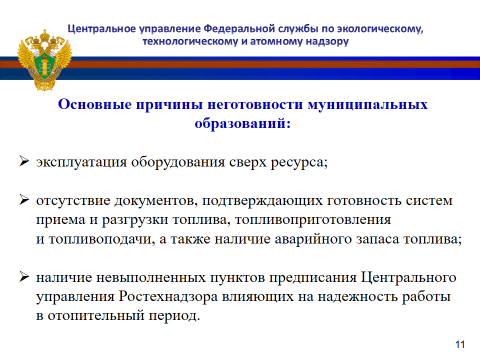 Центральное управление Федеральной службы по экологическому,
технологическому и атомному надзору
Основные причины неготовности муниципальных
образований:
➢ эксплуатация оборудования сверх ресурса;
➢ отсутствие документов, подтверждающих готовность систем
приема и разгрузки топлива, топливоприготовления
и топливоподачи, а также наличие аварийного запаса топлива;
➢ наличие невыполненных пунктов предписания Центрального
управления Ростехнадзора влияющих на надежность работы
в отопительный период.
11